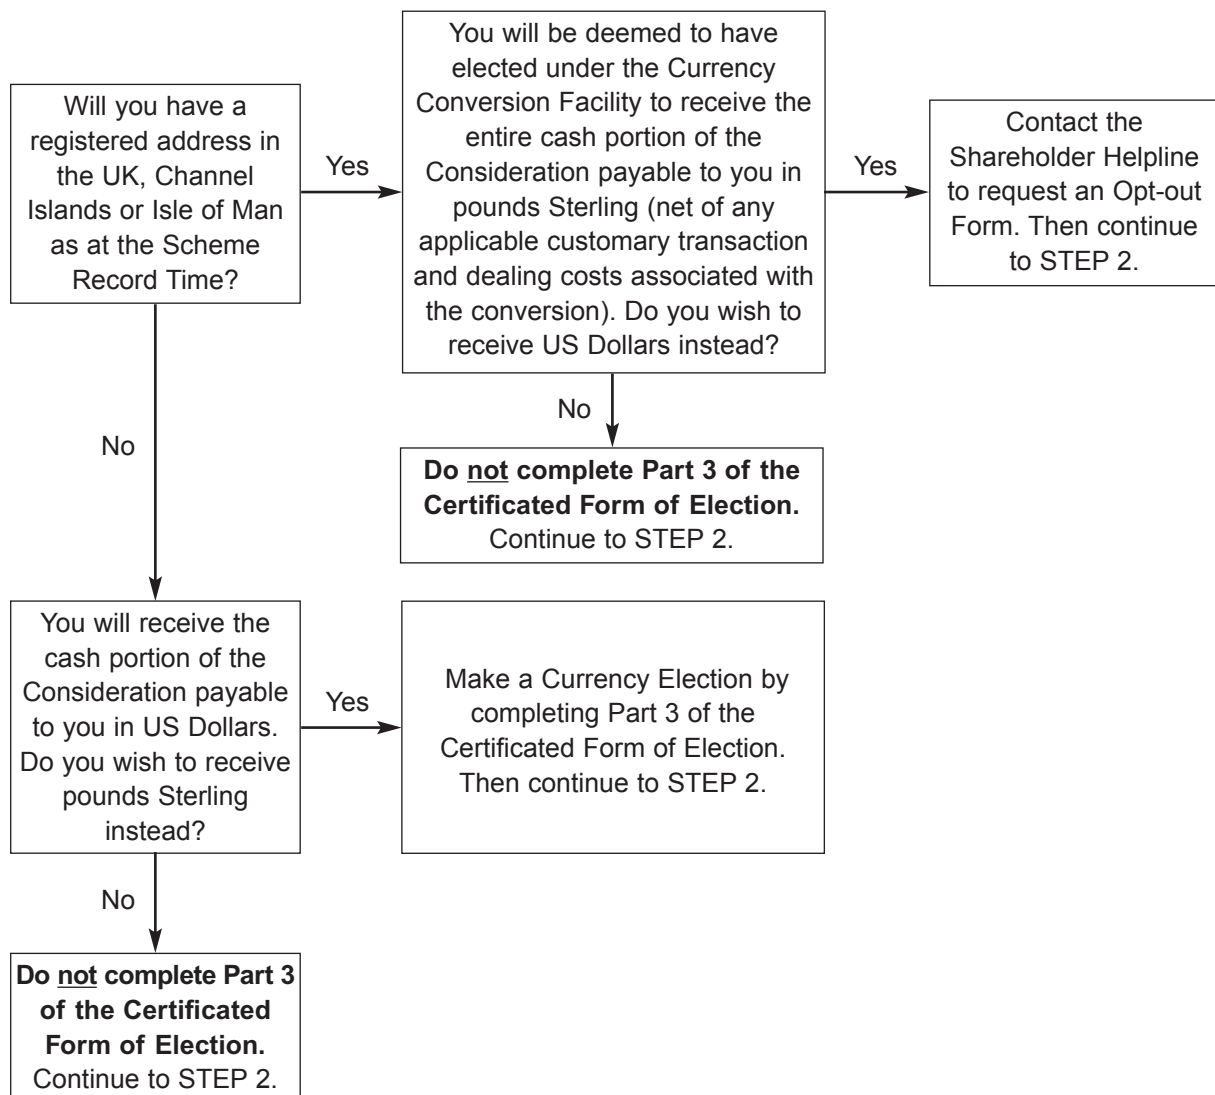 Will you have a
registered address in
the UK, Channel
Islands or Isle of Man
as at the Scheme
Record Time?
Yes
You will be deemed to have
elected under the Currency
Conversion Facility to receive the
entire cash portion of the
Consideration payable to you in
pounds Sterling (net of any
applicable customary transaction
and dealing costs associated with
the conversion). Do you wish to
receive US Dollars instead?
Yes
Contact the
Shareholder Helpline
to request an Opt-out
Form. Then continue
to STEP 2.
No
Do not complete Part 3 of the
Certificated Form of Election.
Continue to STEP 2.
No
You will receive the
cash portion of the
Consideration payable
to you in US Dollars.
Do you wish to receive
pounds Sterling
instead?
Yes
Make a Currency Election by
completing Part 3 of the
Certificated Form of Election.
Then continue to STEP 2.
No
Do not complete Part 3
of the Certificated
Form of Election.
Continue to STEP 2.